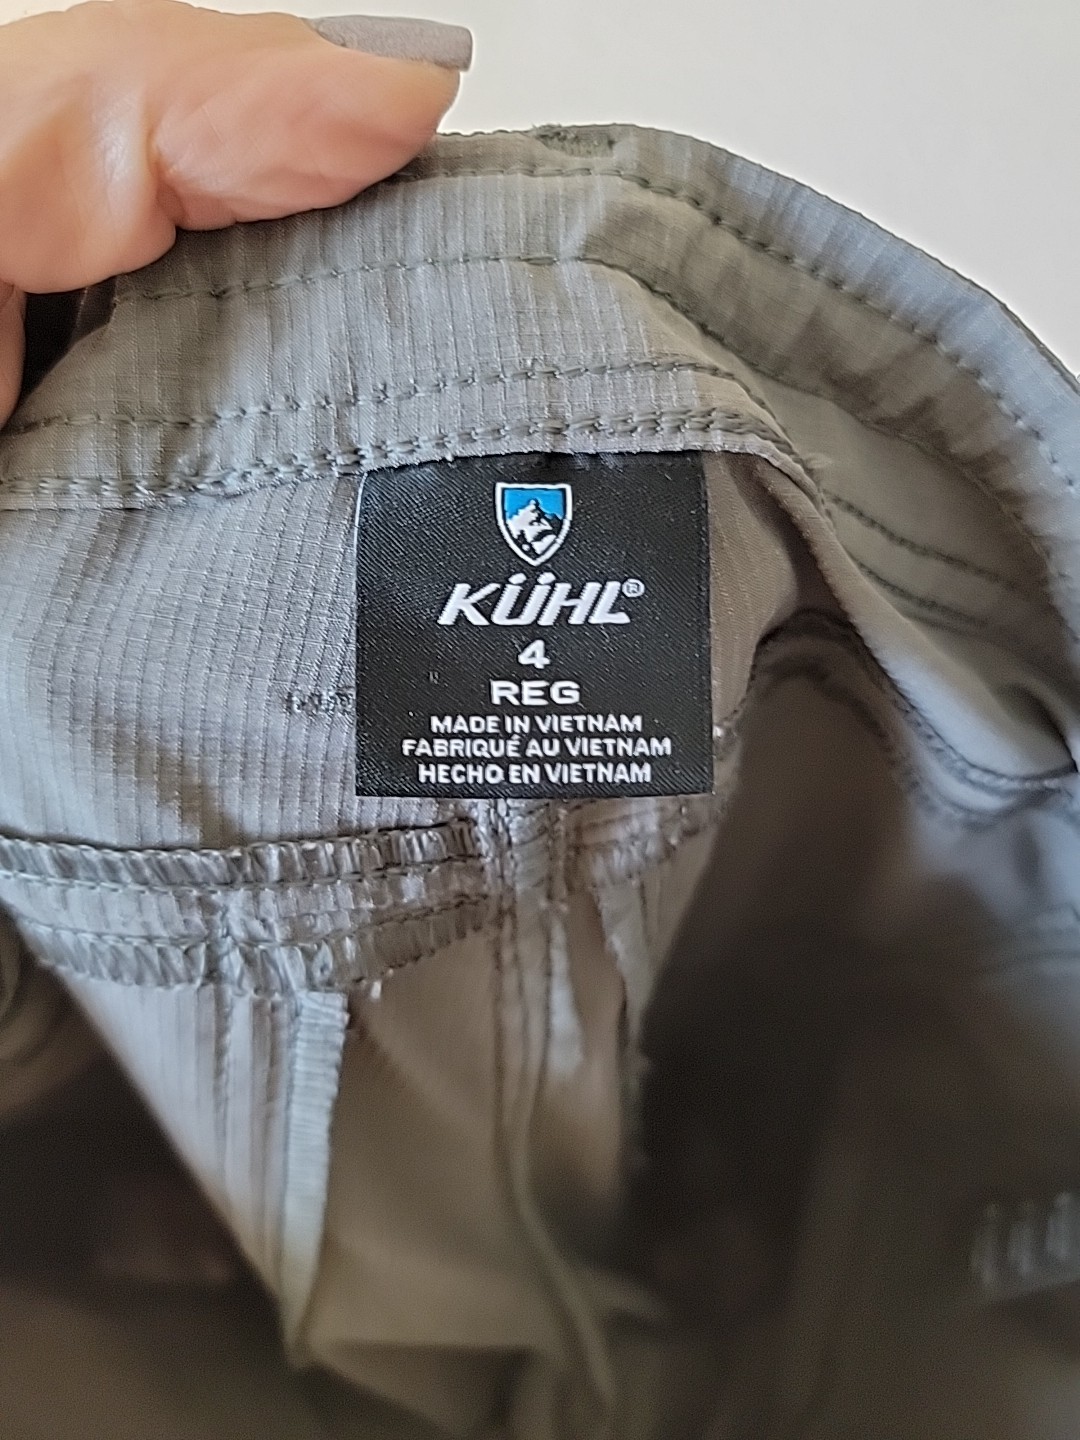 KÜHL®
4
REG
MADE IN VIETNAM
FABRIQUÉ AU VIETNAM
HECHO EN VIETNAM